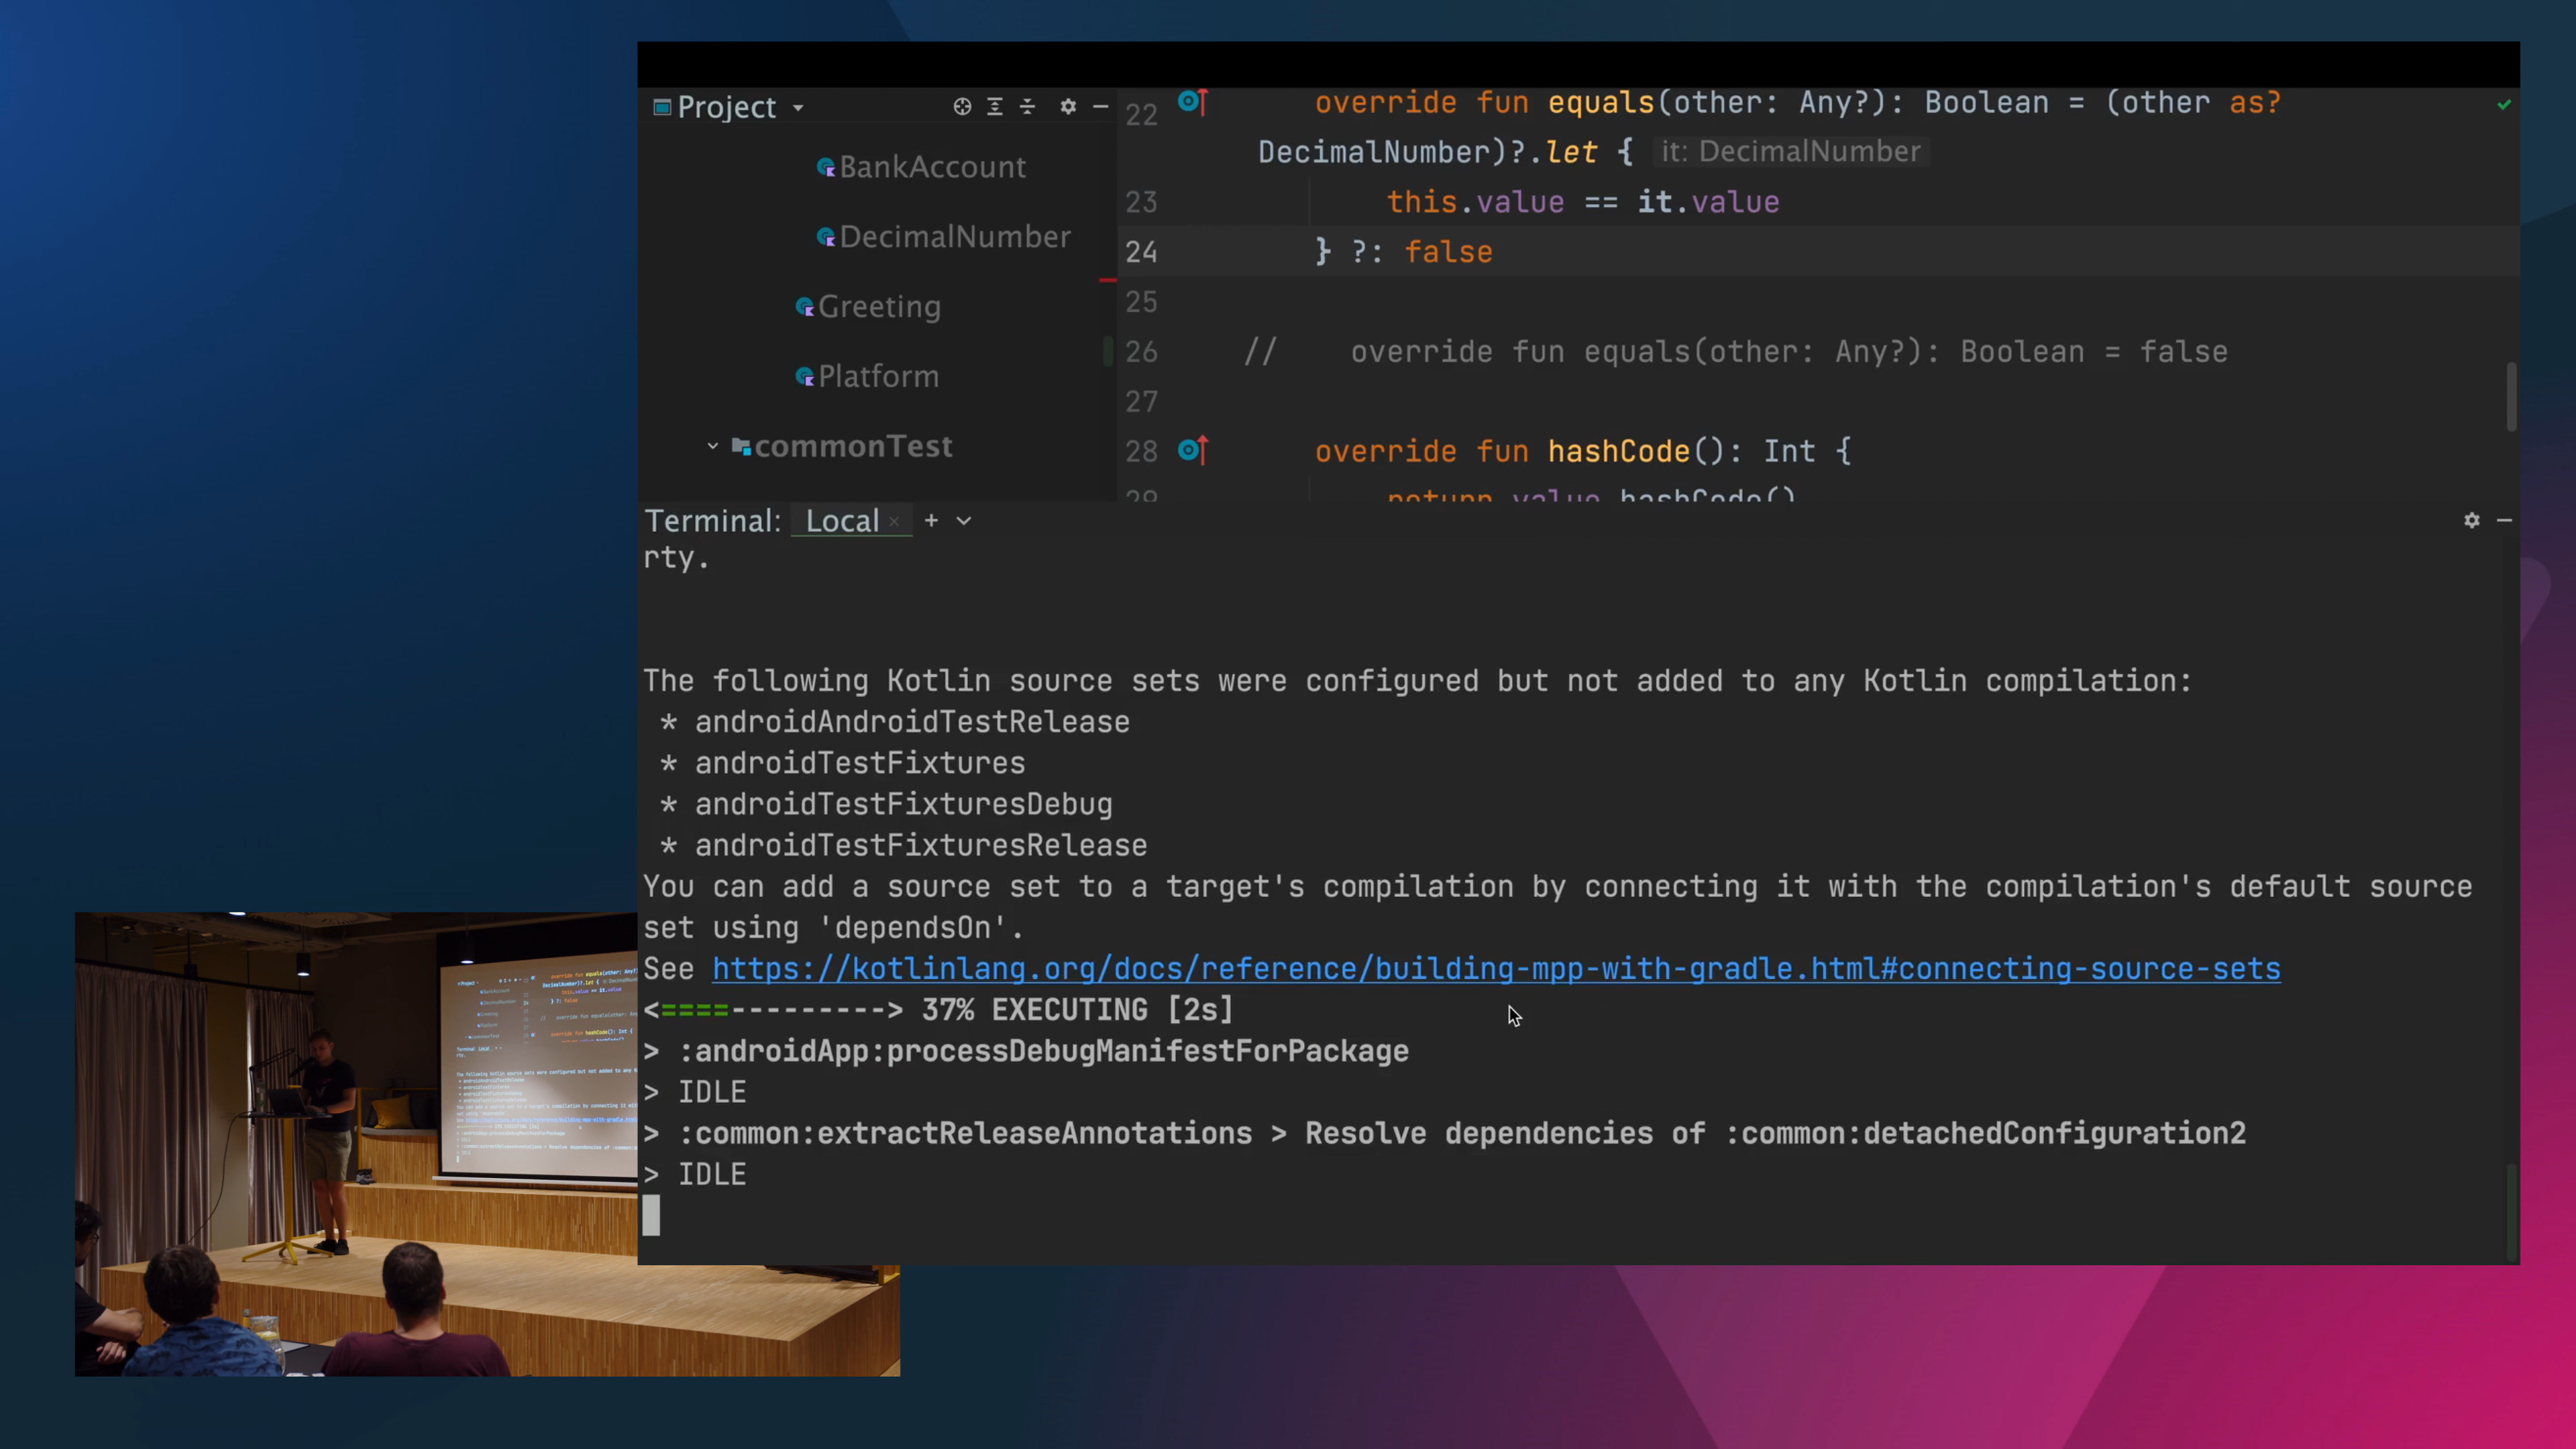 Project
BankAccount
DecimalNumber
Greeting
Platform
commonTest
22 override fun equals(other: Any?): Boolean = (other as?
DecimalNumber)?.let { it: DecimalNumber
23 this.value == it.value
24 } ?: false
25
26 // override fun equals(other: Any?): Boolean = false
27
28 override fun hashCode(): Int {
29 return value.hashCode()
Terminal: Local × +
rty.
The following Kotlin source sets were configured but not added to any Kotlin compilation:
* androidAndroidTestRelease
* androidTestFixtures
* androidTestFixturesDebug
* androidTestFixturesRelease
You can add a source set to a target's compilation by connecting it with the compilation's default source
set using 'dependsOn'.
See https://kotlinlang.org/docs/reference/building-mpp-with-gradle.html#connecting-source-sets
<====---------> 37% EXECUTING [2s]
> :androidApp:processDebugManifestForPackage
> IDLE
> :common:extractReleaseAnnotations > Resolve dependencies of :common:detachedConfiguration2
> IDLE